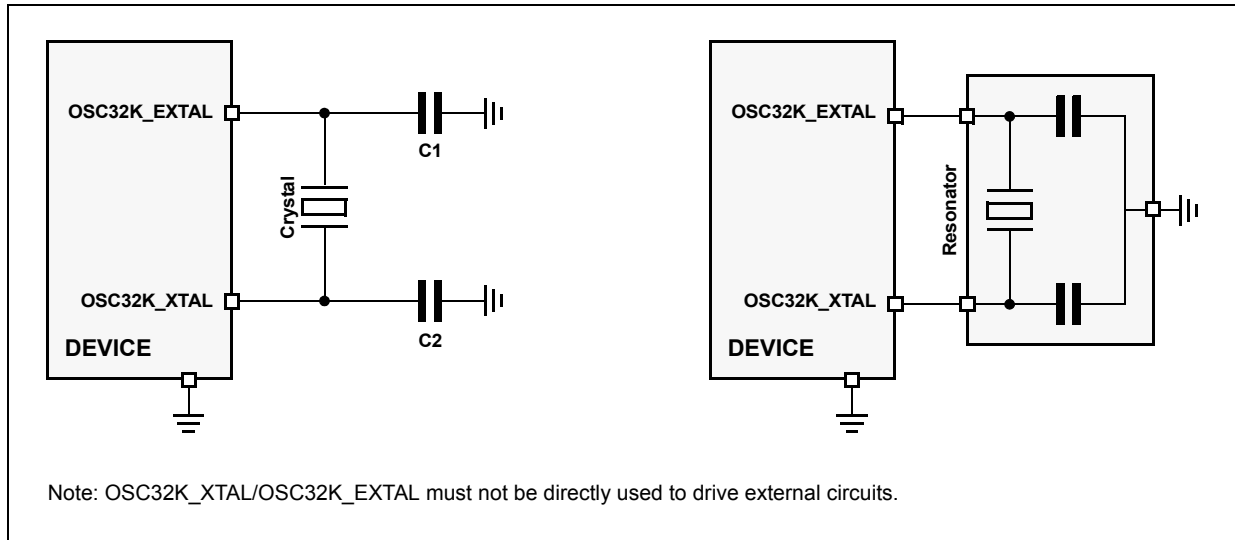 OSC32K_EXTAL
C1
Crystal
OSC32K_XTAL
C2
DEVICE
OSC32K_EXTAL
Resonator
OSC32K_XTAL
DEVICE
Note: OSC32K_XTAL/OSC32K_EXTAL must not be directly used to drive external circuits.